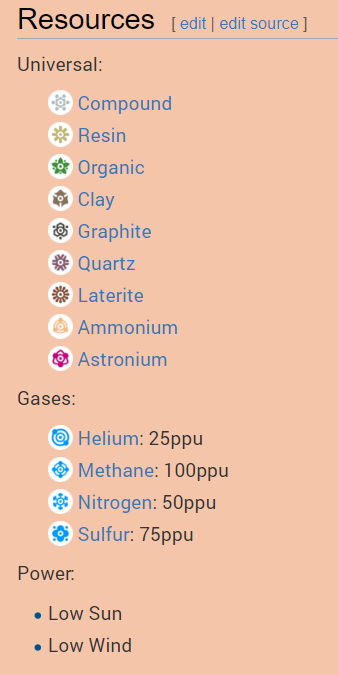 Resources [ edit | edit source ]
Universal:
Compound
Resin
Organic
Clay
Graphite
Quartz
Laterite
Ammonium
Astronium
Gases:
Helium: 25ppu
Methane: 100ppu
Nitrogen: 50ppu
Sulfur: 75ppu
Power:
• Low Sun
• Low Wind